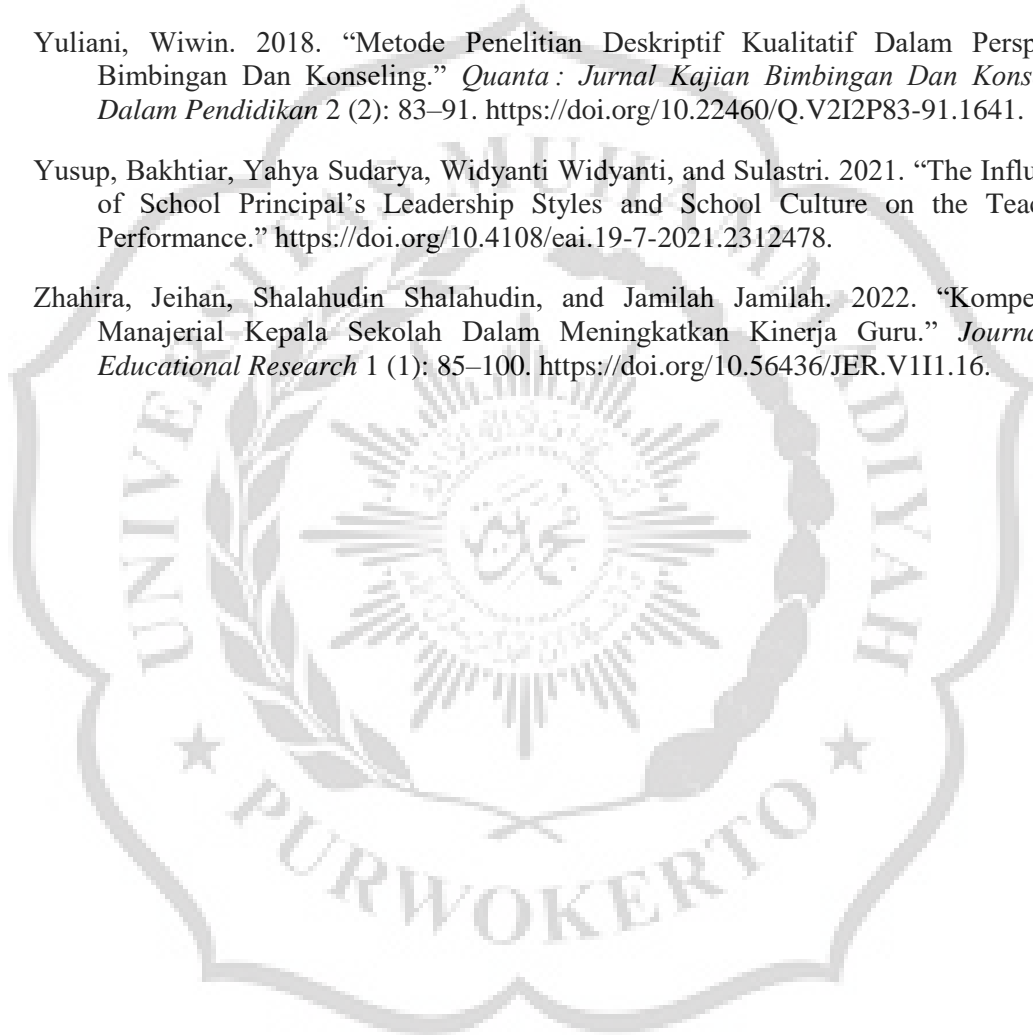 Yuliani, Wiwin. 2018. “Metode Penelitian Deskriptif Kualitatif Dalam Persp
Bimbingan Dan Konseling.” Quanta : Jurnal Kajian Bimbingan Dan Kons
Dalam Pendidikan 2 (2): 83–91. https://doi.org/10.22460/Q.V2I2P83-91.1641.
Yusup, Bakhtiar, Yahya Sudarya, Widyanti Widyanti, and Sulastri. 2021. “The Influ
of School Principal’s Leadership Styles and School Culture on the Teac
Performance.” https://doi.org/10.4108/eai.19-7-2021.2312478.
Zhahira, Jeihan, Shalahudin Shalahudin, and Jamilah Jamilah. 2022. “Kompe
Manajerial Kepala Sekolah Dalam Meningkatkan Kinerja Guru.” Journa
Educational Research 1 (1): 85–100. https://doi.org/10.56436/JER.V1I1.16.
UNIVERSITAS MUHAMMADIYAH
PURWOKERTO